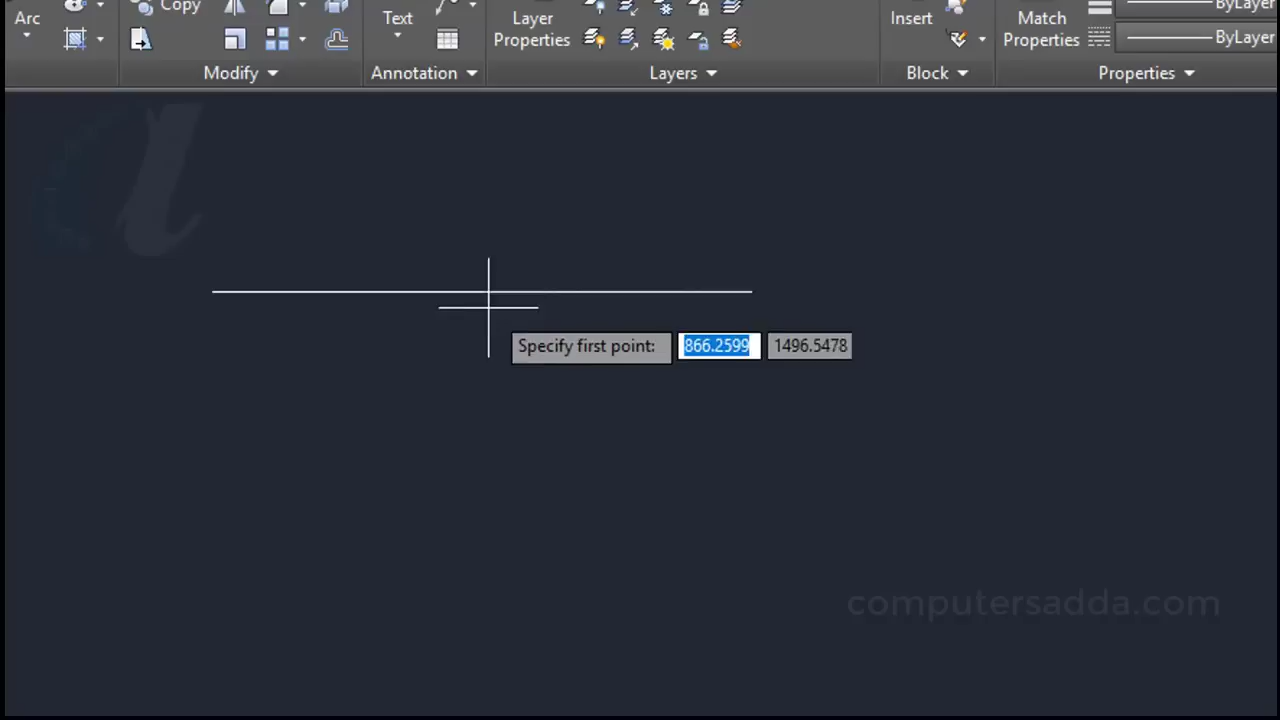 Arc
Copy
Text
Layer
Properties
Insert
Match
Properties
ByLayer
ByLayer
Modify
Annotation
Layers
Block
Properties
Specify first point: 866.2599 1496.5478
computersadda.com